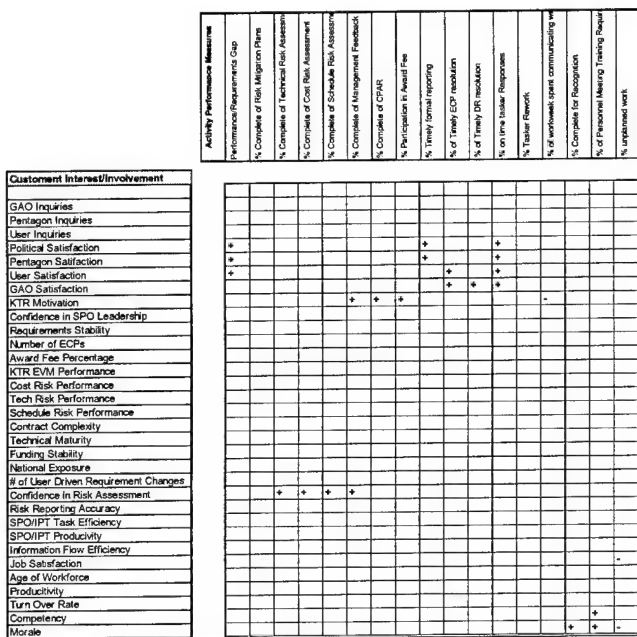 Activity Performance Measures
Performance/Requirements Gap
% Complete of Risk Mitigation Plans
% Complete of Technical Risk Assessm
% Complete of Cost Risk Assessment
% Complete of Schedule Risk Assessme
% Complete of Management Feedback
% Complete of CPAR
% Participation in Award Fee
% Timely formal reporting
% of Timely ECP resolution
% of Timely DR resolution
% on time tasker Responses
% Tasker Rework
% of workweek spent communicating wi
% Complete for Recognition
% of Personnel Meeting Training Requir
% unplanned work
Customent Interest/Involvement
GAO Inquiries
Pentagon Inquiries
User Inquiries
Political Satisfaction + + +
Pentagon Satifaction + + +
User Satisfaction + + +
GAO Satisfaction + + +
KTR Motivation + + + -
Confidence in SPO Leadership
Requirements Stability
Number of ECPs
Award Fee Percentage
KTR EVM Performance
Cost Risk Performance
Tech Risk Performance
Schedule Risk Performance
Contract Complexity
Technical Maturity
Funding Stability
National Exposure
# of User Driven Requirement Changes
Confidence in Risk Assessment + + + +
Risk Reporting Accuracy
SPO/IPT Task Efficiency
SPO/IPT Producivity
Information Flow Efficiency
Job Satisfaction -
Age of Workforce
Producitivity
Turn Over Rate
Competency +
Morale + + -